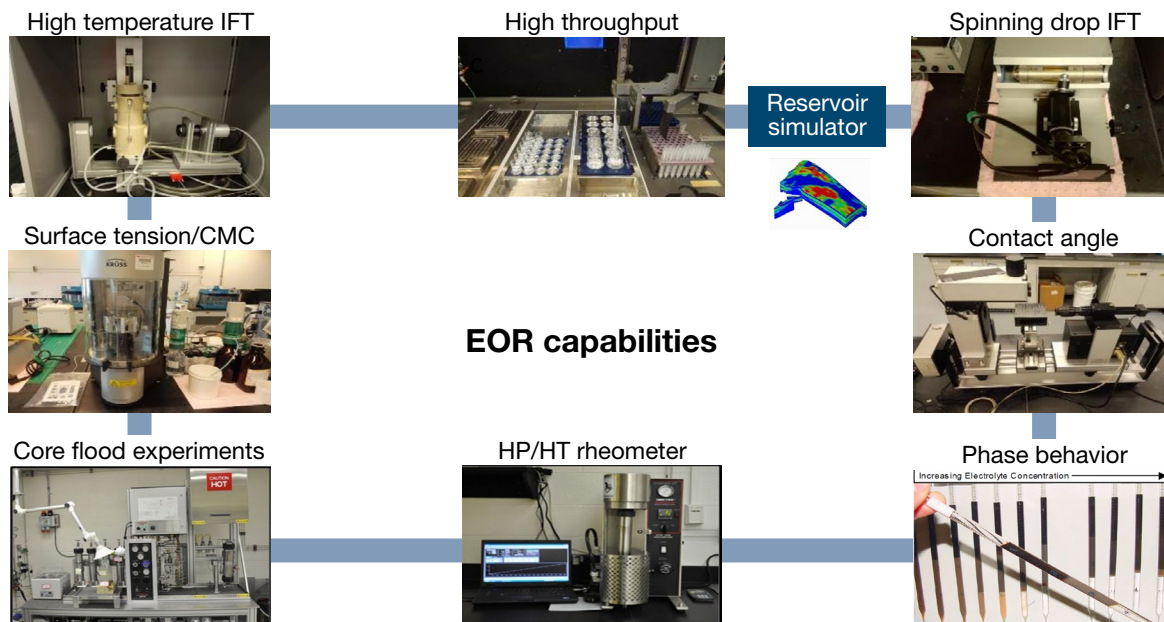 High temperature IFT
High throughput
Spinning drop IFT
Reservoir
simulator
Surface tension/CMC
KRÜSS
Contact angle
EOR capabilities
Core flood experiments
HP/HT rheometer
Phase behavior
CAUTION
HOT
Increasing Electrolyte Concentration